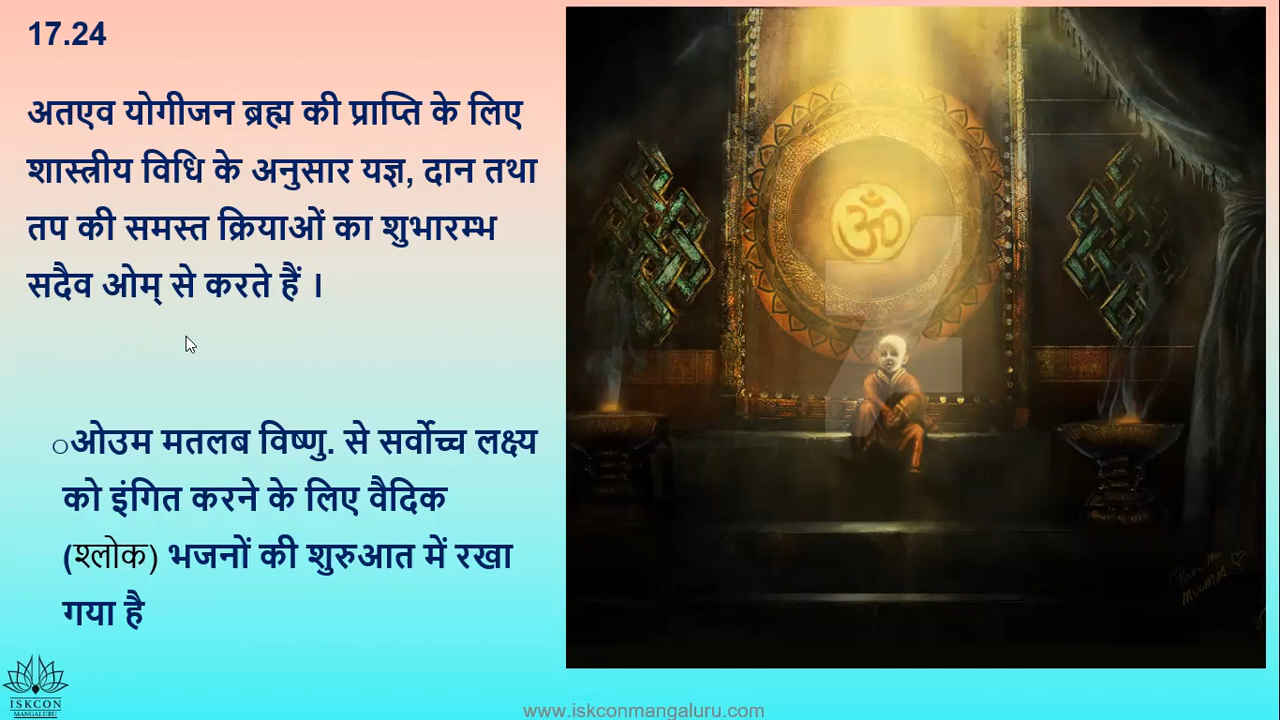 17.24
अतएव योगीजन ब्रह्म की प्राप्ति के लिए
शास्त्रीय विधि के अनुसार यज्ञ, दान तथा
तप की समस्त क्रियाओं का शुभारम्भ
सदैव ओम् से करते हैं ।
○ओउम मतलब विष्णु. से सर्वोच्च लक्ष्य
को इंगित करने के लिए वैदिक
(श्लोक) भजनों की शुरुआत में रखा
गया है
ॐ
ISKCON
MANGALURU
www.iskconmangaluru.com